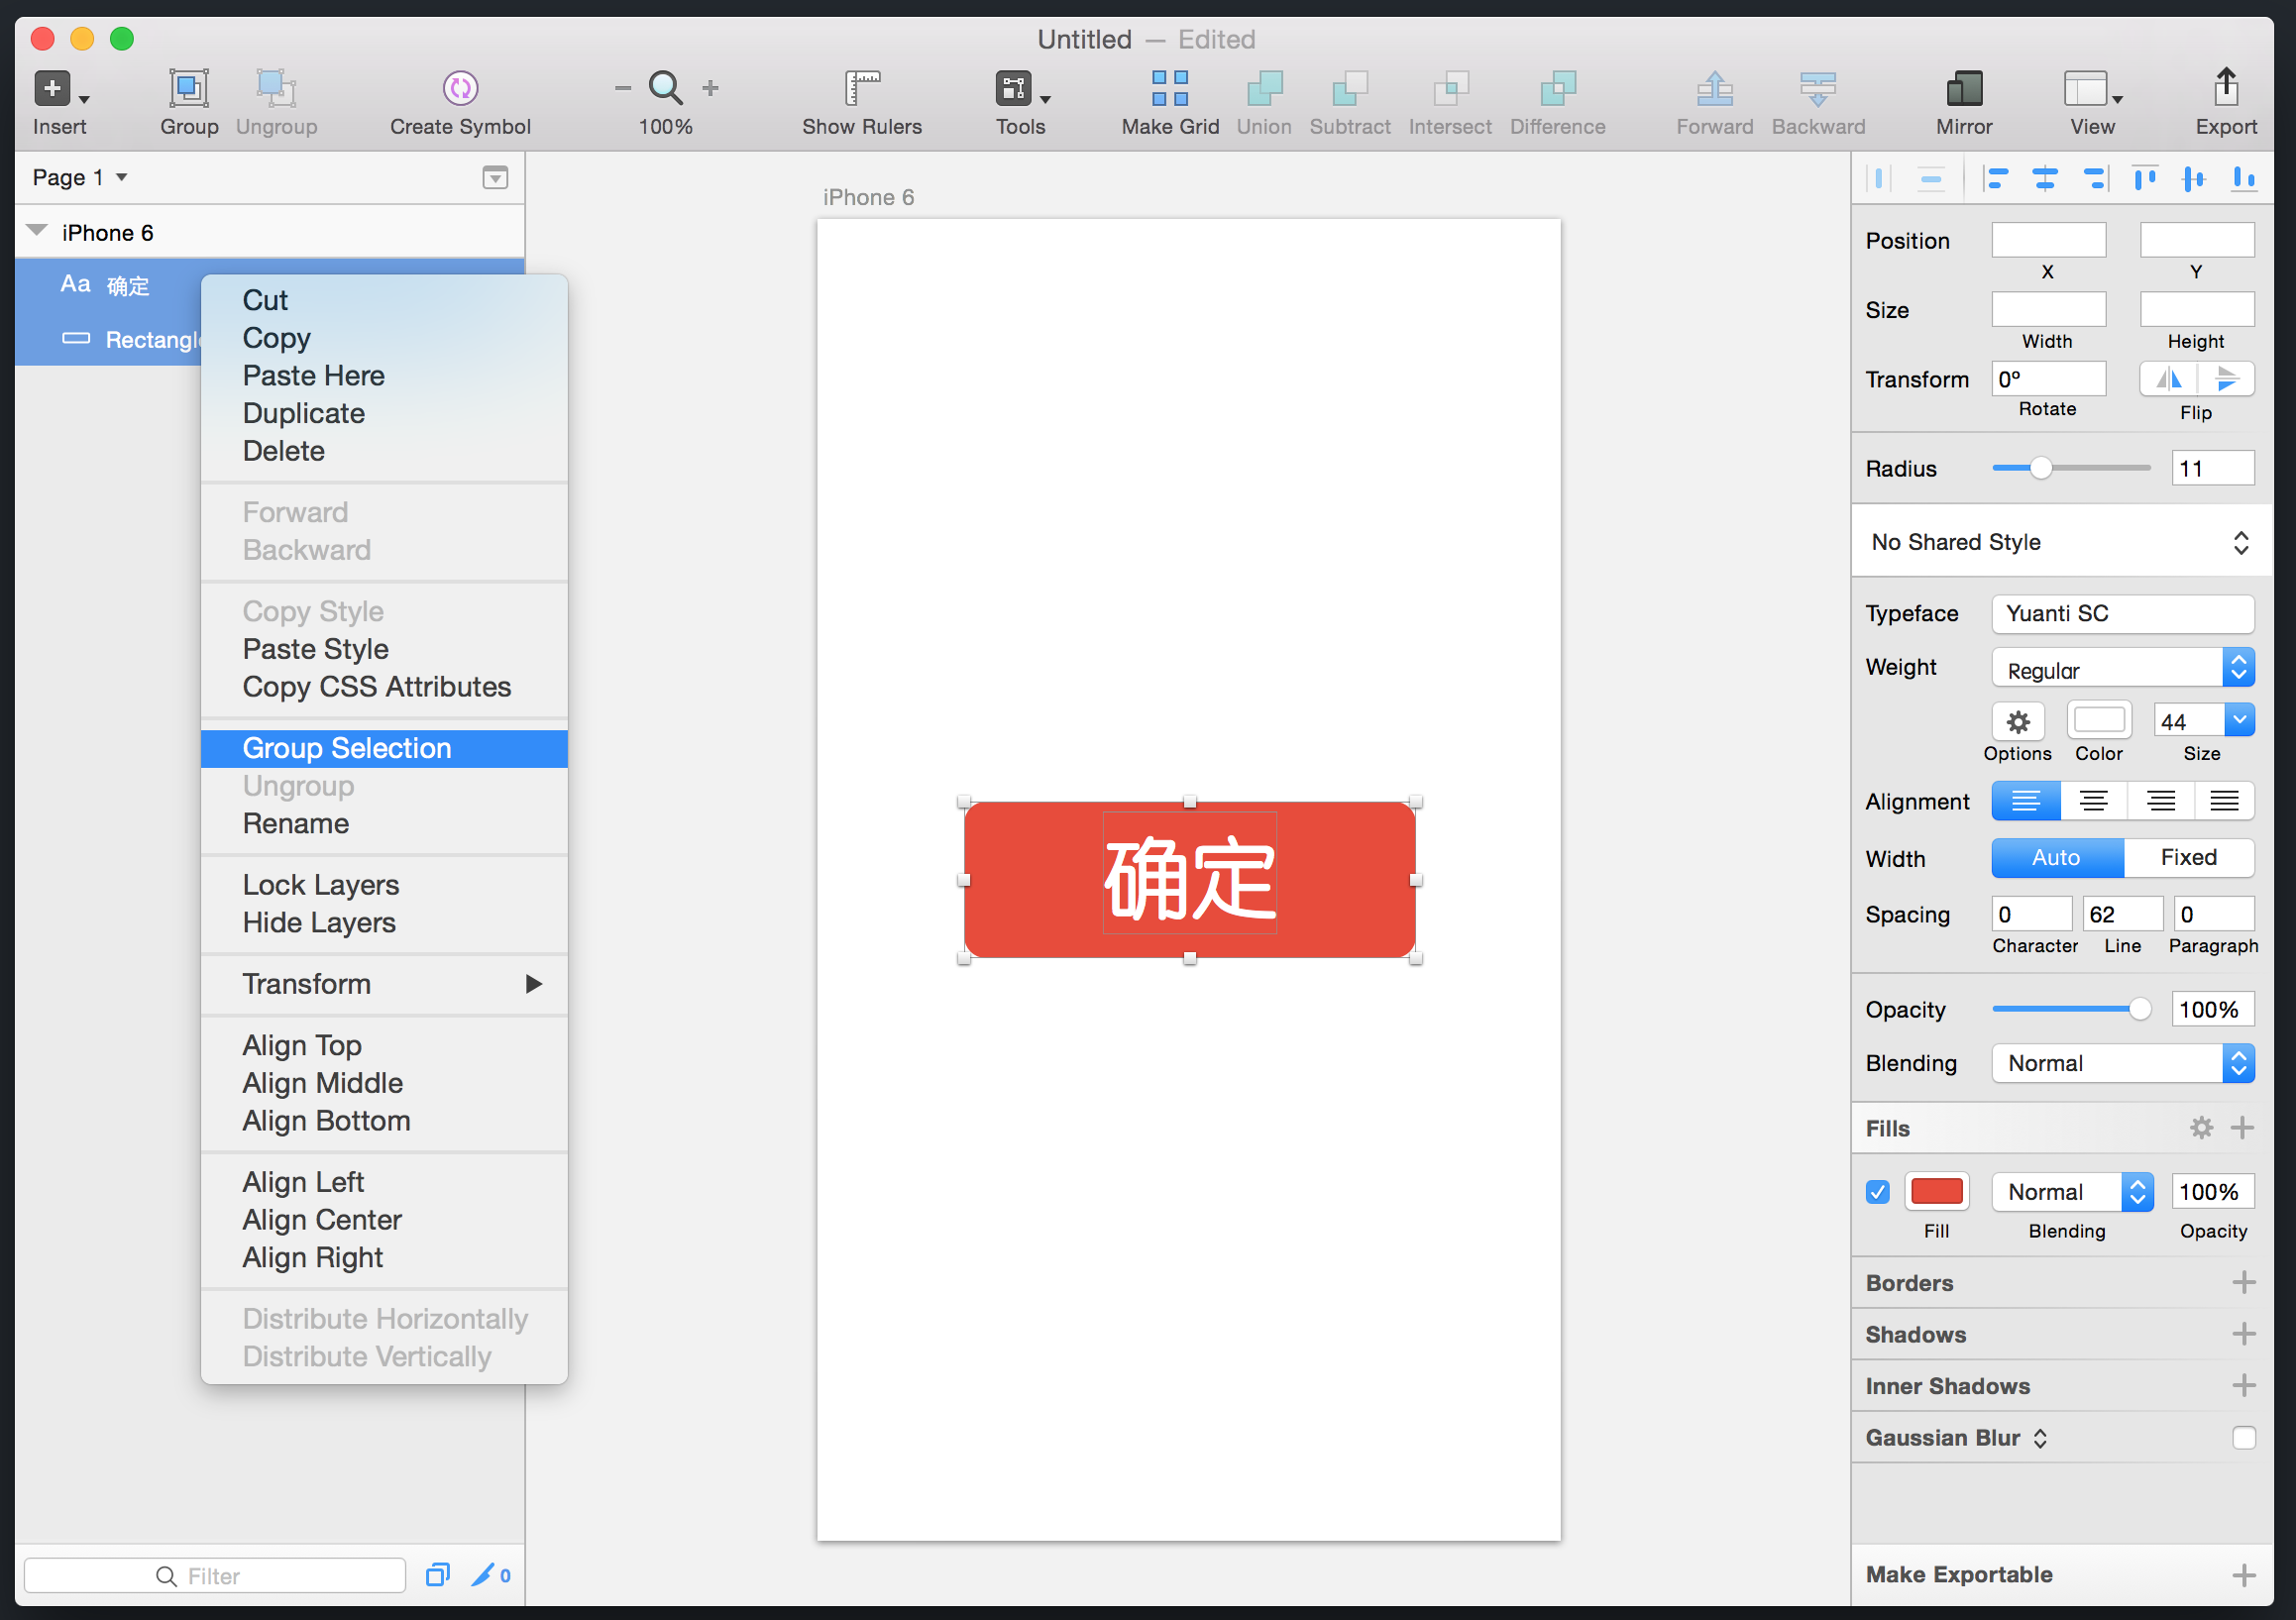 Untitled — Edited
Insert
Group
Ungroup
Create Symbol
100%
Show Rulers
Tools
Make Grid
Union
Subtract
Intersect
Difference
Forward
Backward
Mirror
View
Export
Page 1
iPhone 6
Aa 确定
Rectangle
Cut
Copy
Paste Here
Duplicate
Delete
Forward
Backward
Copy Style
Paste Style
Copy CSS Attributes
Group Selection
Ungroup
Rename
Lock Layers
Hide Layers
Transform
Align Top
Align Middle
Align Bottom
Align Left
Align Center
Align Right
Distribute Horizontally
Distribute Vertically
Filter
0
iPhone 6
确定
Position
X
Y
Size
Width
Height
Transform
0º
Rotate
Flip
Radius
11
No Shared Style
Typeface
Yuanti SC
Weight
Regular
44
Options
Color
Size
Alignment
Width
Auto
Fixed
Spacing
0
62
0
Character
Line
Paragraph
Opacity
100%
Blending
Normal
Fills
Normal
100%
Fill
Blending
Opacity
Borders
Shadows
Inner Shadows
Gaussian Blur
Make Exportable